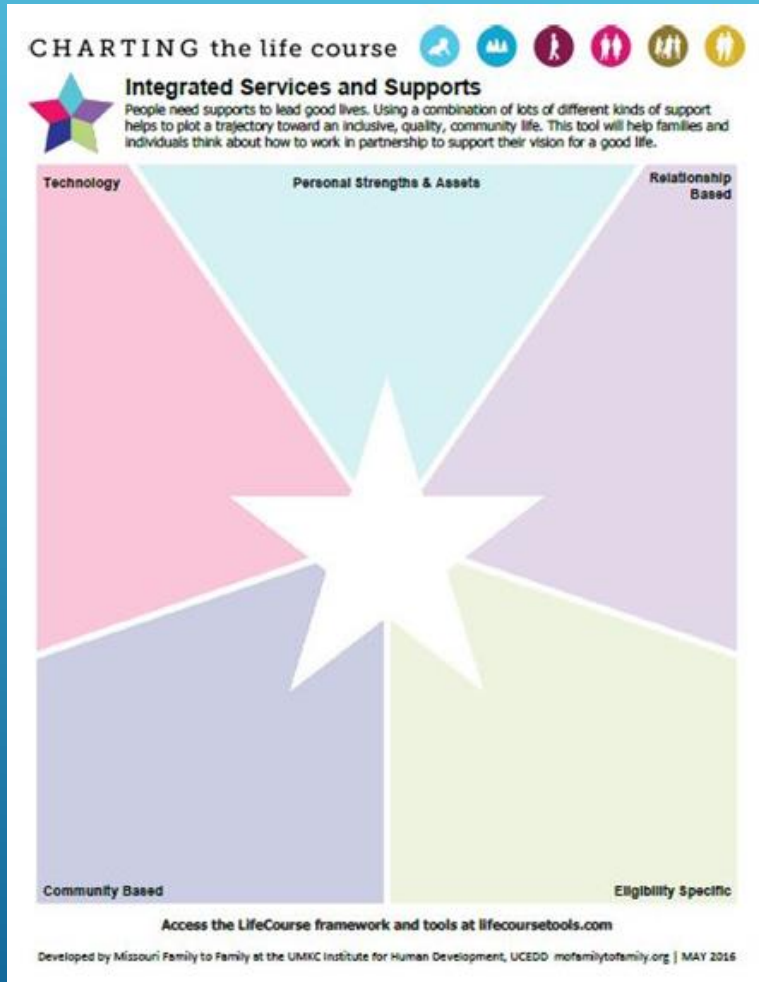 CHARTING the life course
Integrated Services and Supports
People need supports to lead good lives. Using a combination of lots of different kinds of support
helps to plot a trajectory toward an inclusive, quality, community life. This tool will help families and
individuals think about how to work in partnership to support their vision for a good life.
Technology
Personal Strengths & Assets
Relationship
Based
Community Based
Eligibility Specific
Access the LifeCourse framework and tools at lifecoursetools.com
Developed by Missouri Family to Family at the UMKC Institute for Human Development, UCEDD mofamilytofamily.org | MAY 2016